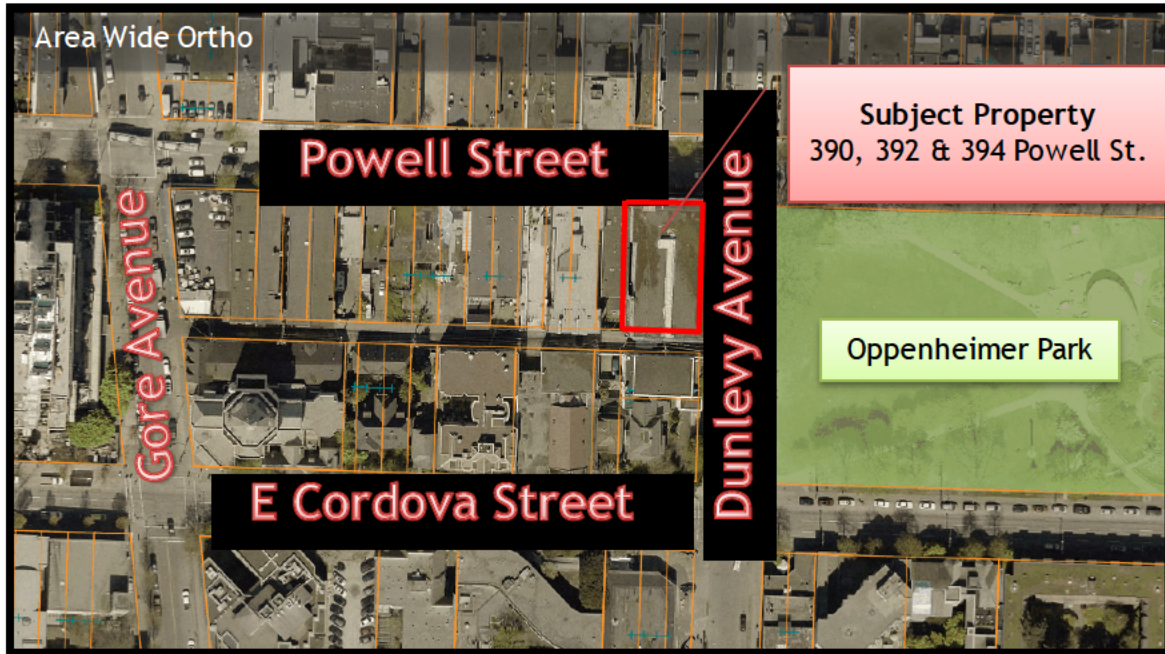 Area Wide Ortho
Subject Property
390, 392 & 394 Powell St.
Powell Street
Gore Avenue
Dunlevy Avenue
Oppenheimer Park
E Cordova Street